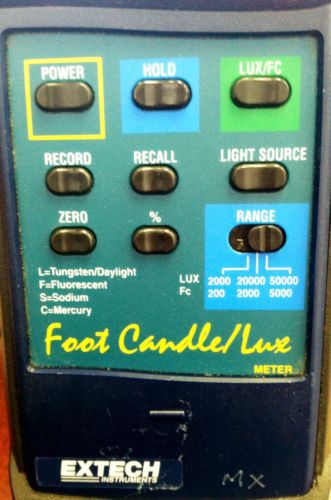 POWER HOLD LUX/FC
RECORD RECALL LIGHT SOURCE
ZERO % RANGE
L=Tungsten/Daylight
F=Fluorescent
S=Sodium
C=Mercury
LUX 2000 20000 50000
Fc 200 2000 5000
Foot Candle/Lux
METER
EXTECH
INSTRUMENTS
MX